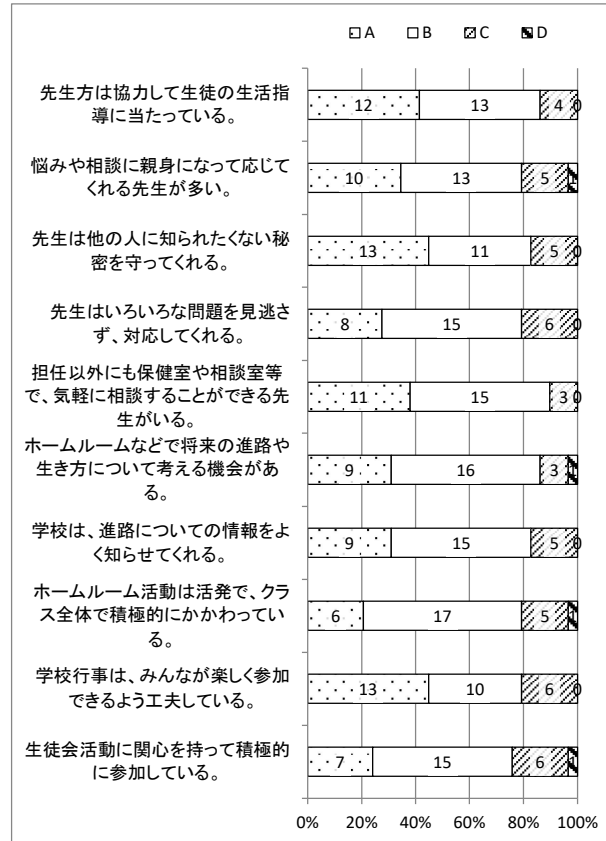 A B C D
先生方は協力して生徒の生活指
導に当たっている。
12 13 4 0
悩みや相談に親身になって応じて
くれる先生が多い。
10 13 5 1
先生は他の人に知られたくない秘
密を守ってくれる。
13 11 5 0
先生はいろいろな問題を見逃さ
ず、対応してくれる。
8 15 6 0
担任以外にも保健室や相談室等
で、気軽に相談することができる先
生がいる。
11 15 3 0
ホームルームなどで将来の進路や
生き方について考える機会があ
る。
9 16 3 1
学校は、進路についての情報をよ
く知らせてくれる。
9 15 5 0
ホームルーム活動は活発で、クラ
ス全体で積極的にかかわってい
る。
6 17 5 1
学校行事は、みんなが楽しく参加
できるよう工夫している。
13 10 6 0
生徒会活動に関心を持って積極的
に参加している。
7 15 6 1
0% 20% 40% 60% 80% 100%